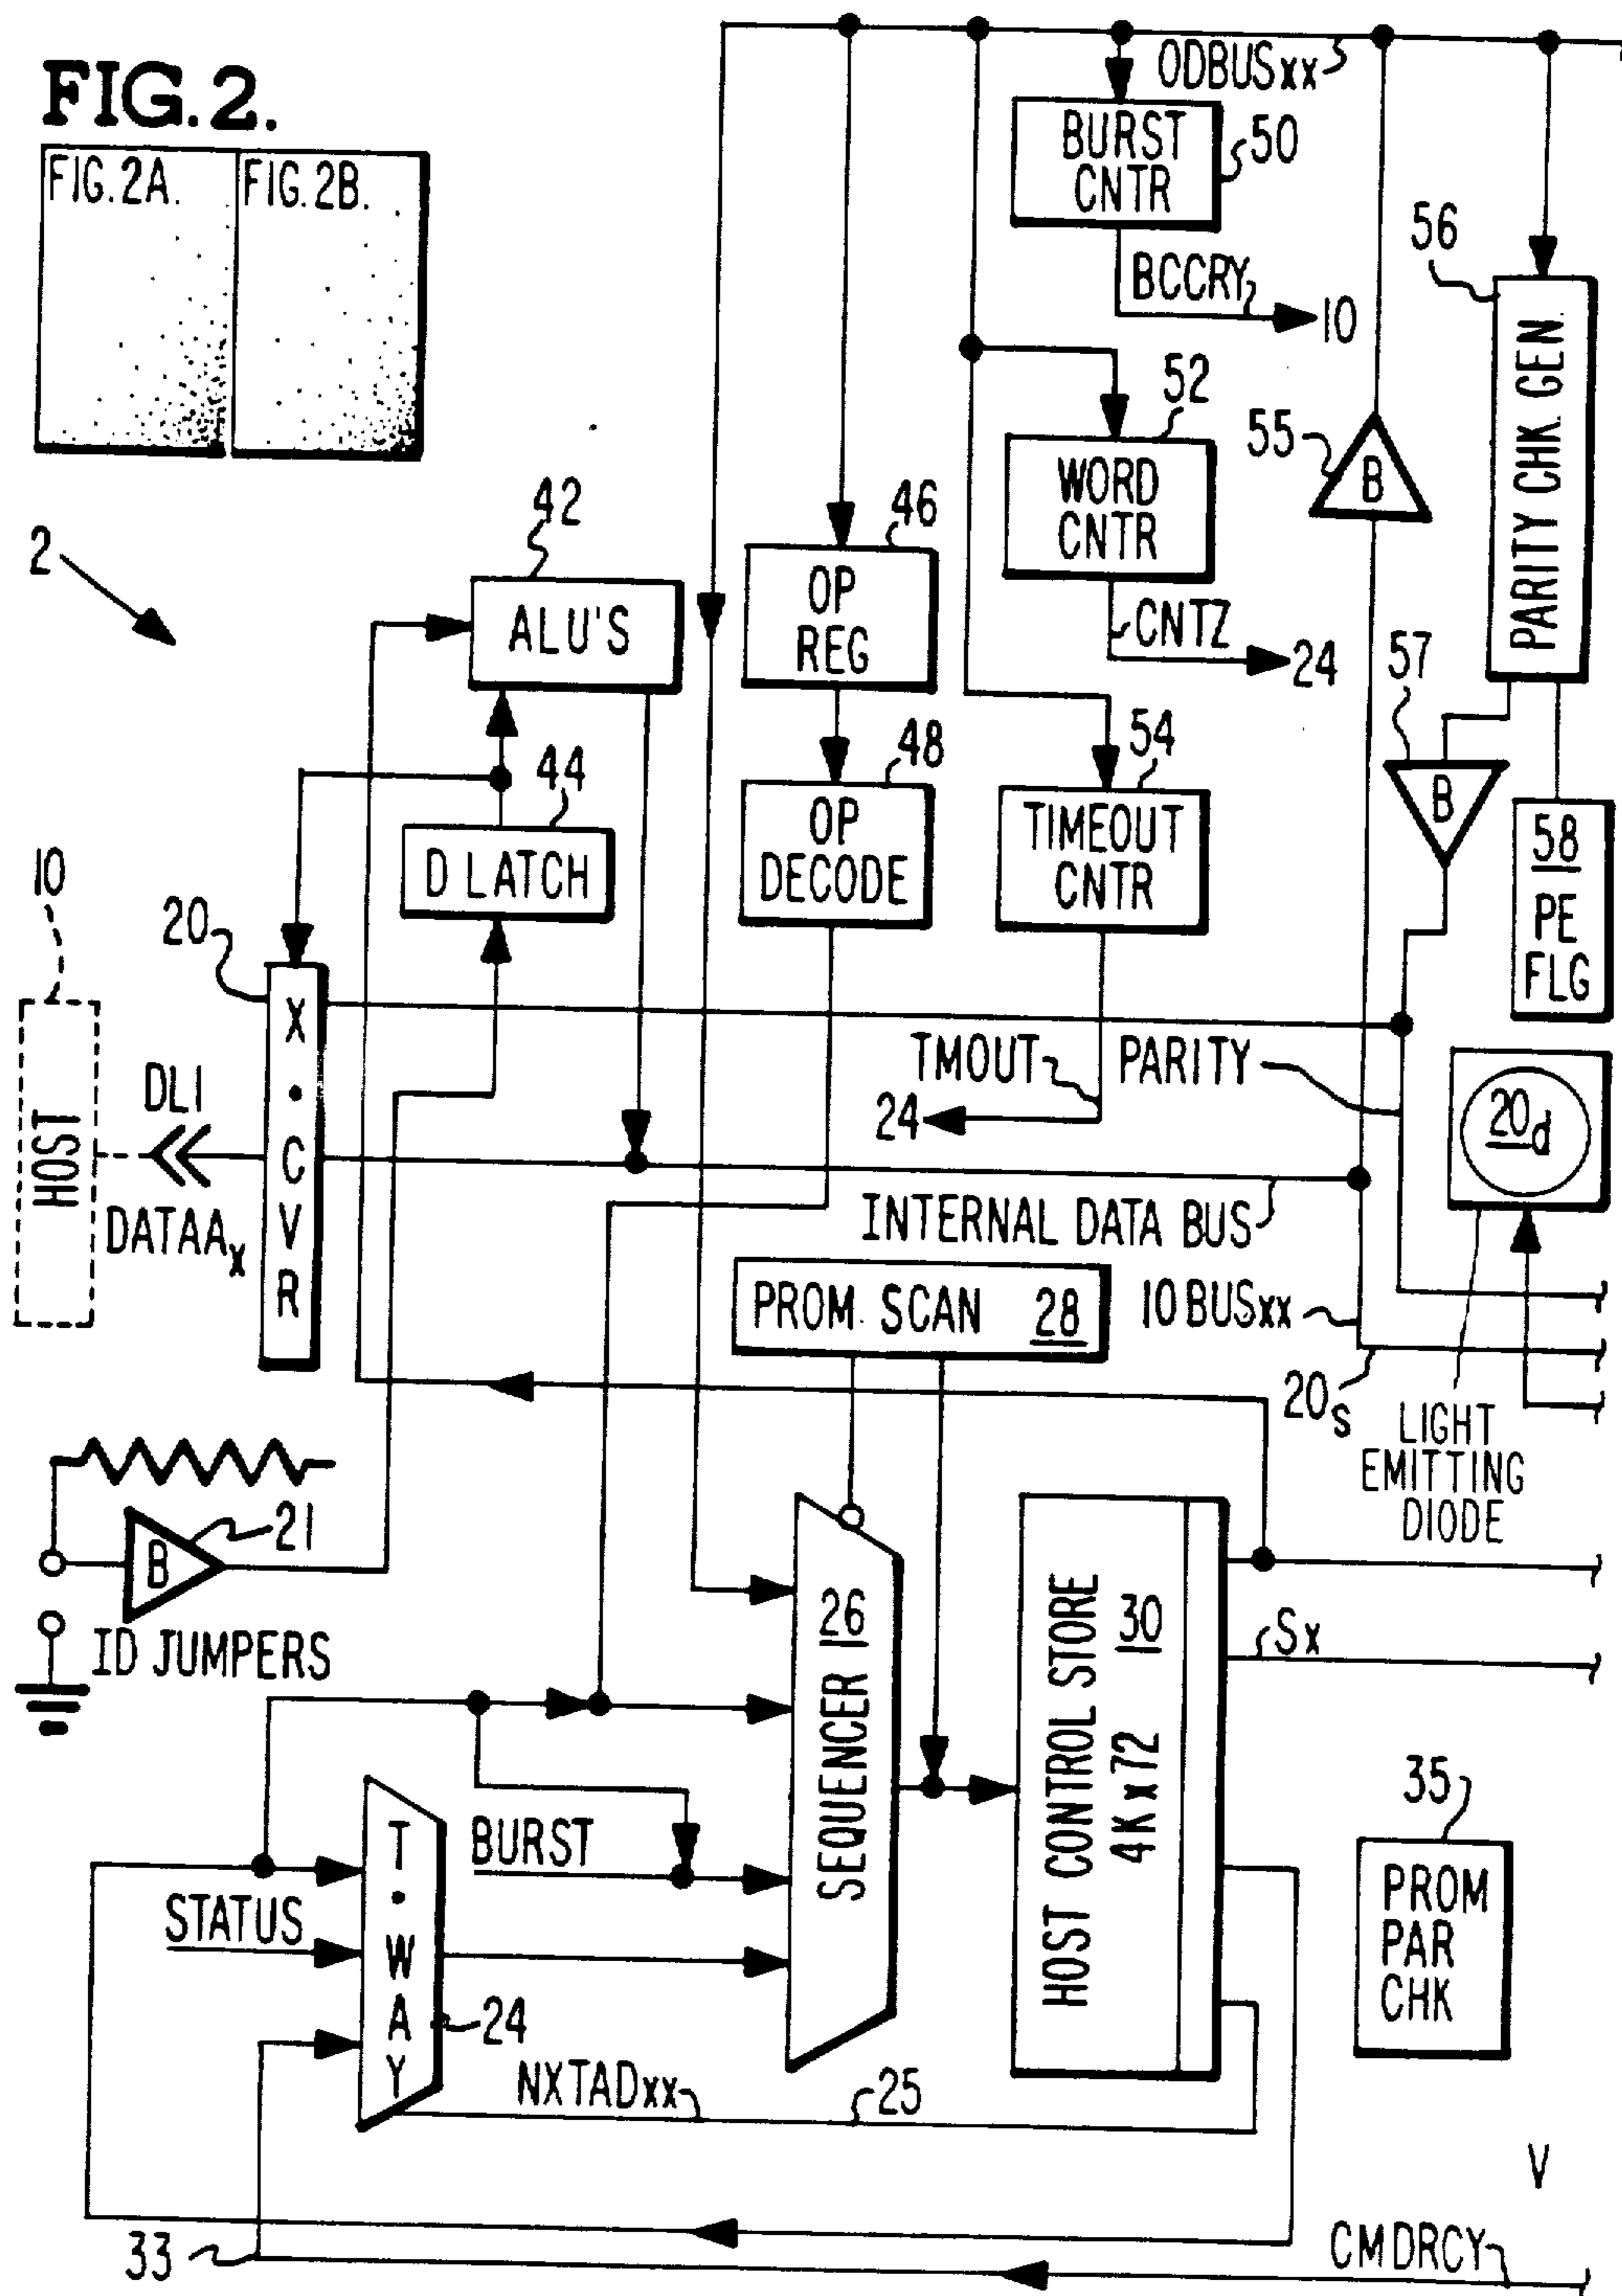 FIG. 2.
FIG. 2A.
FIG. 2B.
ODBUSxx
BURST
CNTR
50
BCCRY
10
56
PARITY CHK GEN
52
WORD
CNTR
CNTZ
24
55
B
57
B
2
42
ALU'S
46
OP
REG
48
OP
DECODE
44
D LATCH
54
TIMEOUT
CNTR
TMOUT
24
PARITY
58
PE
FLG
20d
10
HOST
20
X·CVR
DLI
DATAAx
INTERNAL DATA BUS
PROM SCAN 28
IOBUSxx
20s
LIGHT
EMITTING
DIODE
B
21
ID JUMPERS
SEQUENCER 26
HOST CONTROL STORE
4K x 72
30
Sx
BURST
STATUS
T·WAY
24
NXTADxx
25
35
PROM
PAR
CHK
V
33
CMDRCY